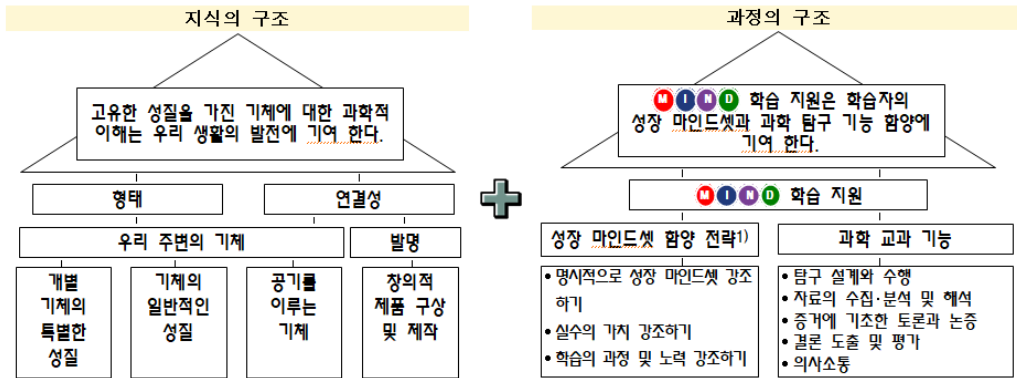 지식의 구조
고유한 성질을 가진 기체에 대한 과학적
이해는 우리 생활의 발전에 기여 한다.
형태
연결성
우리 주변의 기체
발명
개별
기체의
특별한
성질
기체의
일반적인
성질
공기를
이루는
기체
창의적
제품 구상
및 제작
과정의 구조
MIND 학습 지원은 학습자의
성장 마인드셋과 과학 탐구 기능 함양에
기여 한다.
MIND 학습 지원
성장 마인드셋 함양 전략1)
과학 교과 기능
• 명시적으로 성장 마인드셋 강조
하기
• 실수의 가치 강조하기
• 학습의 과정 및 노력 강조하기
• 탐구 설계와 수행
• 자료의 수집·분석 및 해석
• 증거에 기초한 토론과 논증
• 결론 도출 및 평가
• 의사소통